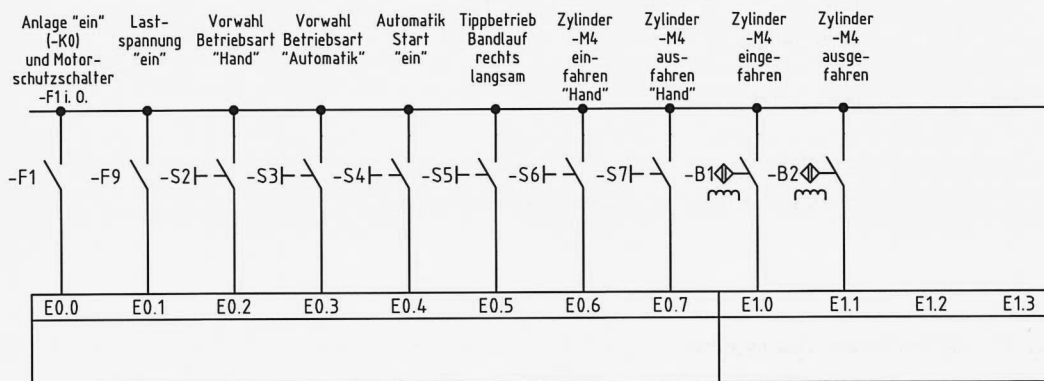 Anlage "ein"
(-K0)
und Motor-
schutzschalter
-F1 i. O.
Last-
spannung
"ein"
Vorwahl
Betriebsart
"Hand"
Vorwahl
Betriebsart
"Automatik"
Automatik
Start
"ein"
Tippbetrieb
Bandlauf
rechts
langsam
Zylinder
-M4
ein-
fahren
"Hand"
Zylinder
-M4
aus-
fahren
"Hand"
Zylinder
-M4
einge-
fahren
Zylinder
-M4
ausge-
fahren
-F1
-F9
-S2
-S3
-S4
-S5
-S6
-S7
-B1
-B2
E0.0
E0.1
E0.2
E0.3
E0.4
E0.5
E0.6
E0.7
E1.0
E1.1
E1.2
E1.3